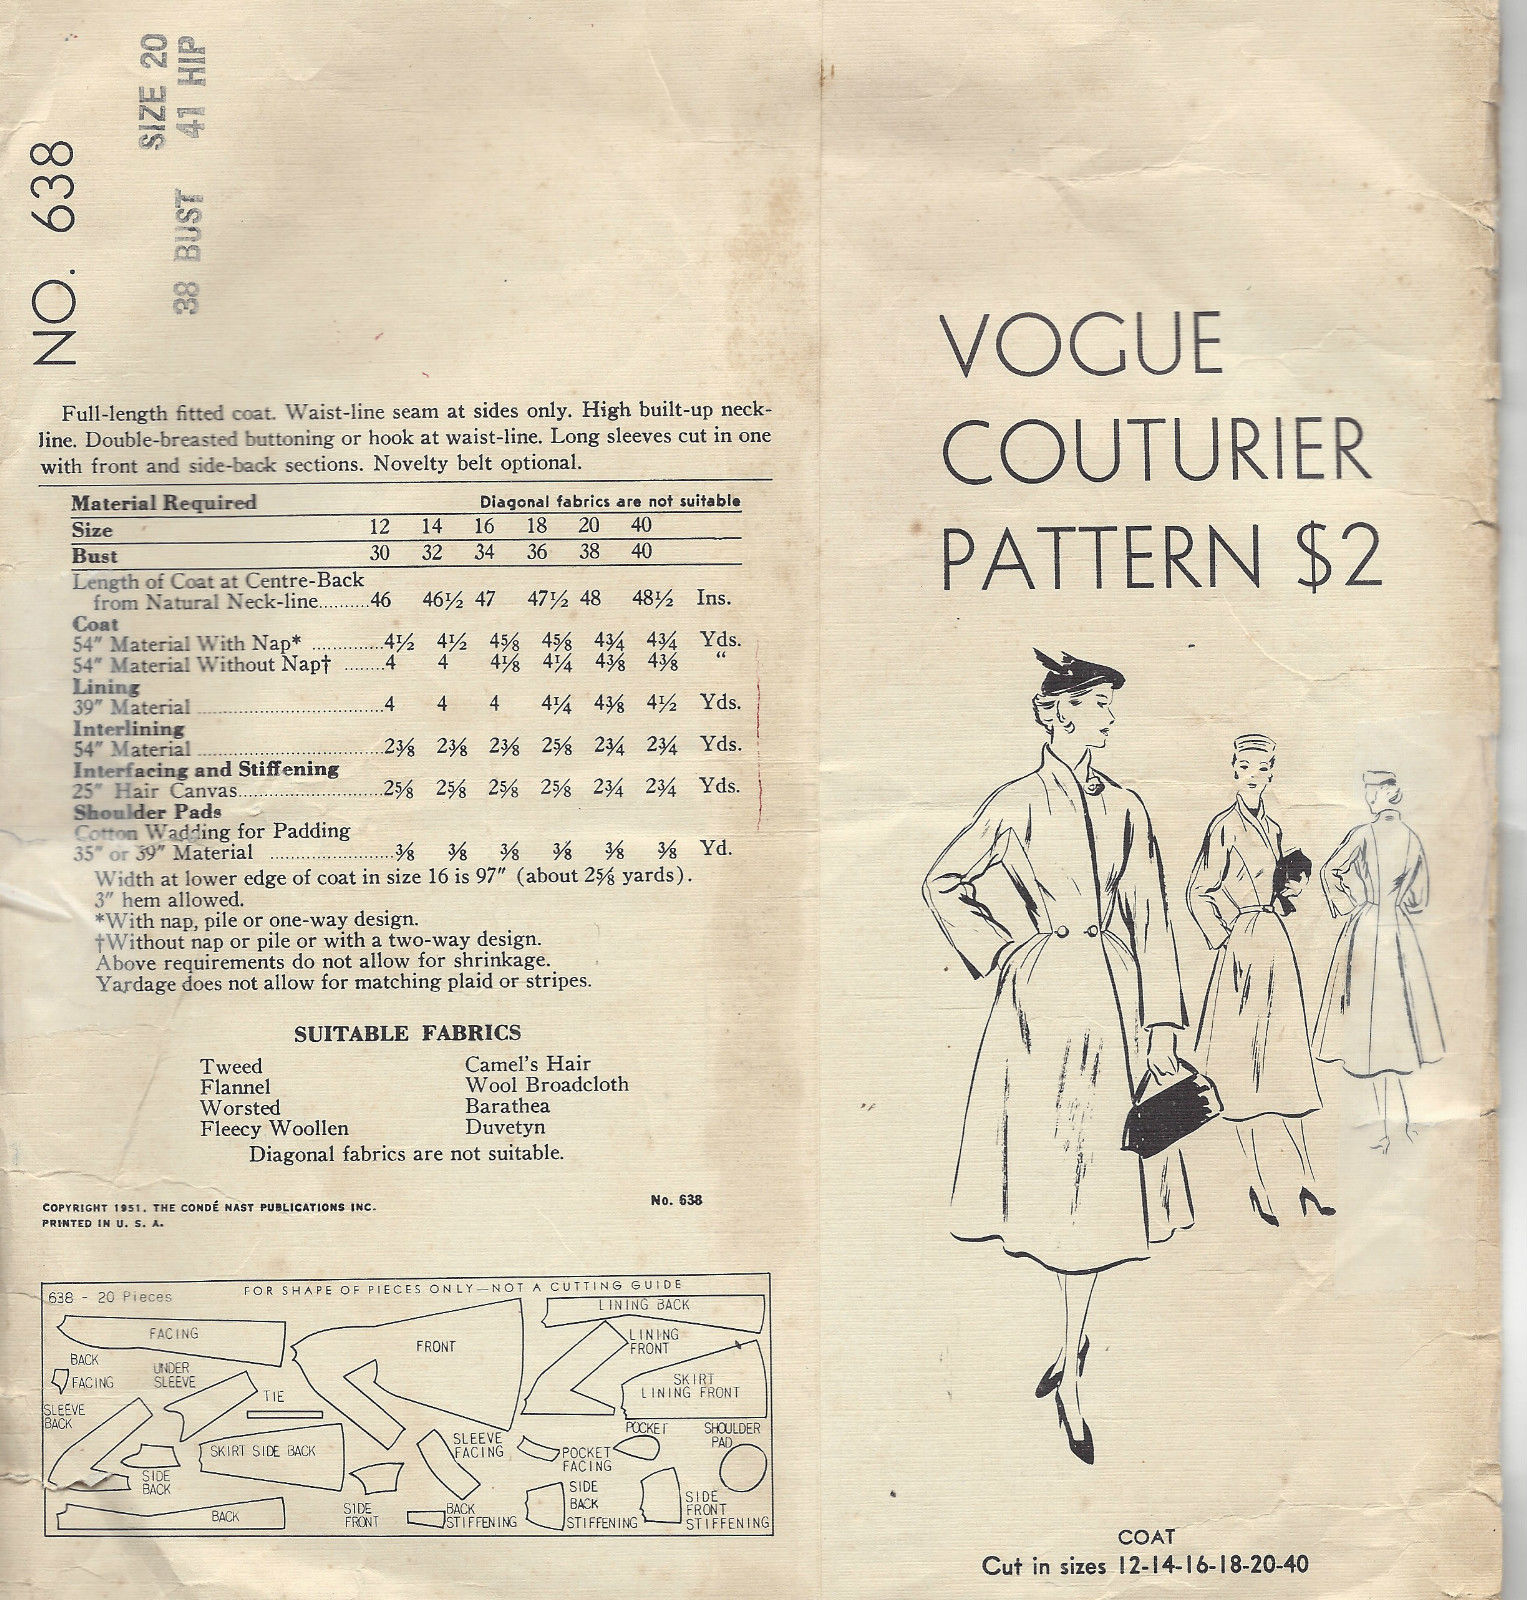 NO. 638
SIZE 20
38 BUST 41 HIP
Full-length fitted coat. Waist-line seam at sides only. High built-up neck-
line. Double-breasted buttoning or hook at waist-line. Long sleeves cut in one
with front and side-back sections. Novelty belt optional.
Material Required Diagonal fabrics are not suitable
Size 12 14 16 18 20 40
Bust 30 32 34 36 38 40
Length of Coat at Centre-Back
from Natural Neck-line..........46 46½ 47 47½ 48 48½ Ins.
Coat
54" Material With Nap* ..............4½ 4½ 4⅝ 4⅝ 4¾ 4¾ Yds.
54" Material Without Nap† ........4 4 4⅛ 4¼ 4⅜ 4⅜ "
Lining
39" Material ......................................4 4 4 4¼ 4⅜ 4½ Yds.
Interlining
54" Material ......................................2⅜ 2⅜ 2⅜ 2⅝ 2¾ 2¾ Yds.
Interfacing and Stiffening
25" Hair Canvas..............................2⅝ 2⅝ 2⅝ 2⅝ 2¾ 2¾ Yds.
Shoulder Pads
Cotton Wadding for Padding
35" or 39" Material .........................⅜ ⅜ ⅜ ⅜ ⅜ ⅜ Yd.
Width at lower edge of coat in size 16 is 97" (about 2⅝ yards).
3" hem allowed.
*With nap, pile or one-way design.
†Without nap or pile or with a two-way design.
Above requirements do not allow for shrinkage.
Yardage does not allow for matching plaid or stripes.
SUITABLE FABRICS
Tweed Camel's Hair
Flannel Wool Broadcloth
Worsted Barathea
Fleecy Woollen Duvetyn
Diagonal fabrics are not suitable.
COPYRIGHT 1951. THE CONDÉ NAST PUBLICATIONS INC. No. 638
PRINTED IN U. S. A.
638 - 20 Pieces FOR SHAPE OF PIECES ONLY—NOT A CUTTING GUIDE
FACING
BACK
FACING
UNDER
SLEEVE
TIE
FRONT
LINING BACK
LINING
FRONT
SKIRT
LINING FRONT
SLEEVE
BACK
SIDE
BACK
SKIRT SIDE BACK
SLEEVE
FACING
POCKET
FACING
POCKET
SHOULDER
PAD
BACK
SIDE
FRONT
BACK
STIFFENING
SIDE
BACK
STIFFENING
SIDE
FRONT
STIFFENING
VOGUE
COUTURIER
PATTERN $2
COAT
Cut in sizes 12-14-16-18-20-40